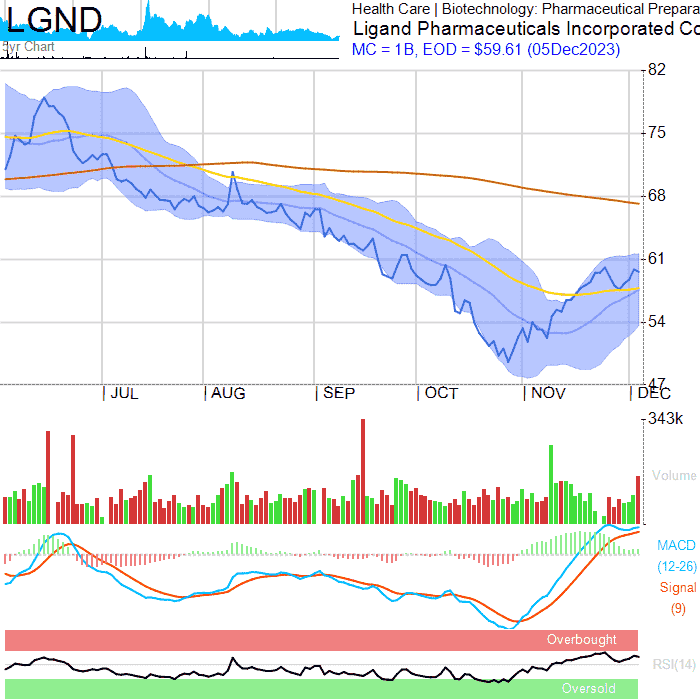 LGND
Health Care | Biotechnology: Pharmaceutical Prepara
Ligand Pharmaceuticals Incorporated Co
MC = 1B, EOD = $59.61 (05Dec2023)
5yr Chart
82
75
68
61
54
47
| JUL | AUG | SEP | OCT | NOV | DEC
343k
Volume
MACD
(12-26)
Signal
(9)
Overbought
RSI(14)
Oversold